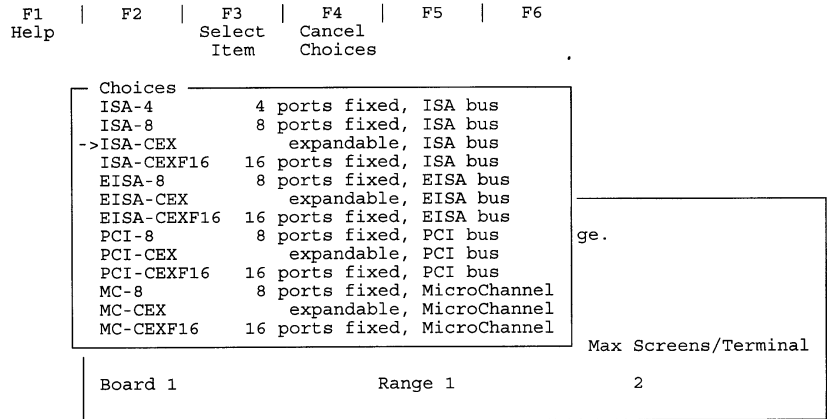 F1 | F2 | F3 | F4 | F5 | F6
Help Select Cancel
Item Choices
Choices
ISA-4 4 ports fixed, ISA bus
ISA-8 8 ports fixed, ISA bus
->ISA-CEX expandable, ISA bus
ISA-CEXF16 16 ports fixed, ISA bus
EISA-8 8 ports fixed, EISA bus
EISA-CEX expandable, EISA bus
EISA-CEXF16 16 ports fixed, EISA bus
PCI-8 8 ports fixed, PCI bus
ge.
PCI-CEX expandable, PCI bus
PCI-CEXF16 16 ports fixed, PCI bus
MC-8 8 ports fixed, MicroChannel
MC-CEX expandable, MicroChannel
MC-CEXF16 16 ports fixed, MicroChannel
Max Screens/Terminal
Board 1 Range 1 2